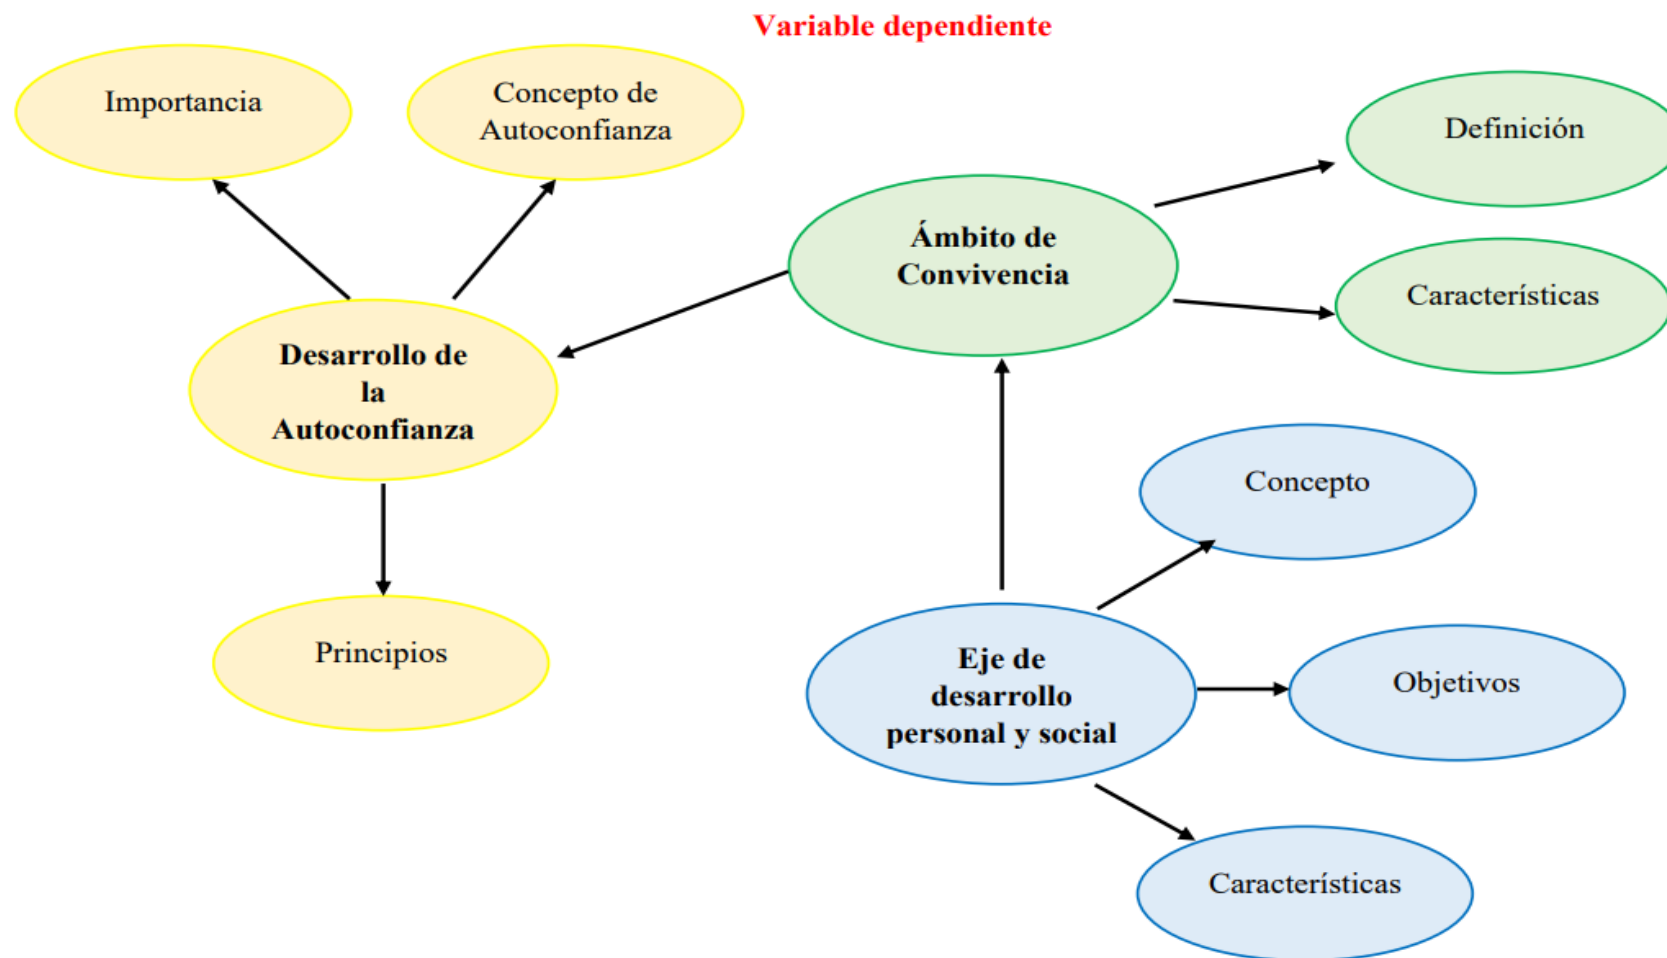 Variable dependiente
Importancia
Concepto de
Autoconfianza
Definición
Ámbito de
Convivencia
Características
Desarrollo de
la
Autoconfianza
Concepto
Principios
Eje de
desarrollo
personal y social
Objetivos
Características